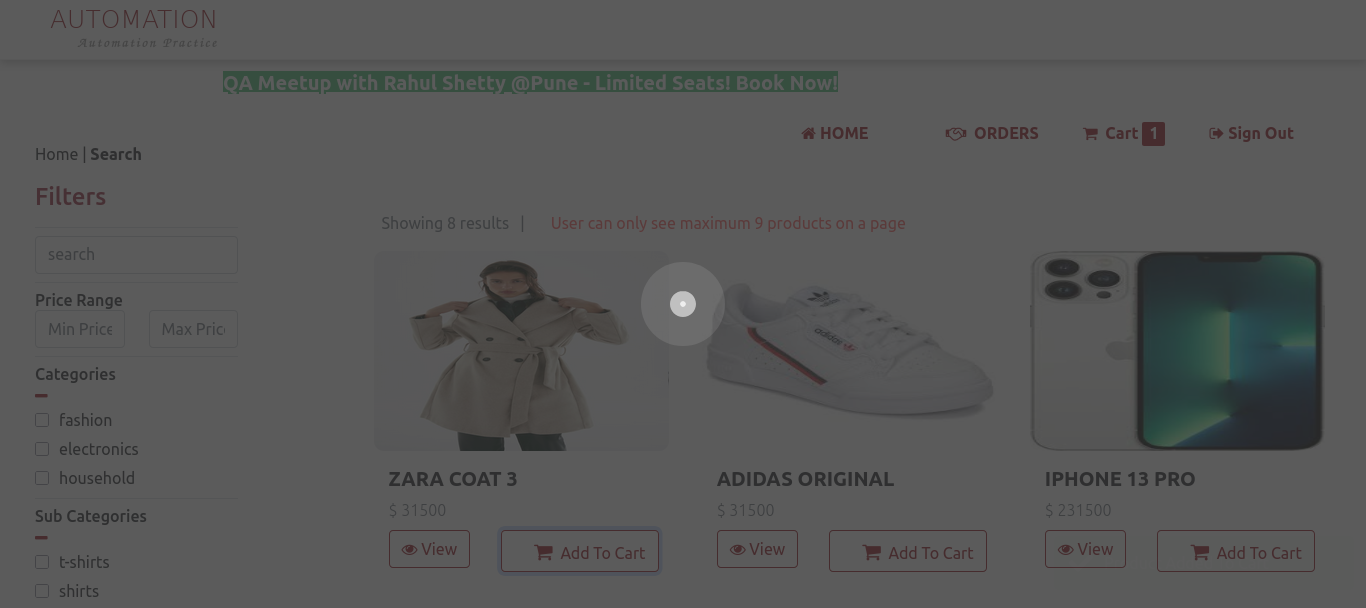 AUTOMATION
Automation Practice
QA Meetup with Rahul Shetty @Pune - Limited Seats! Book Now!
HOME
ORDERS
Cart 1
Sign Out
Home | Search
Filters
Showing 8 results |
User can only see maximum 9 products on a page
search
Price Range
Min Price
Max Pric
Categories
fashion
electronics
household
Sub Categories
t-shirts
shirts
adidas
ZARA COAT 3
$ 31500
View
Add To Cart
ADIDAS ORIGINAL
$ 31500
View
Add To Cart
IPHONE 13 PRO
$ 231500
View
Add To Cart